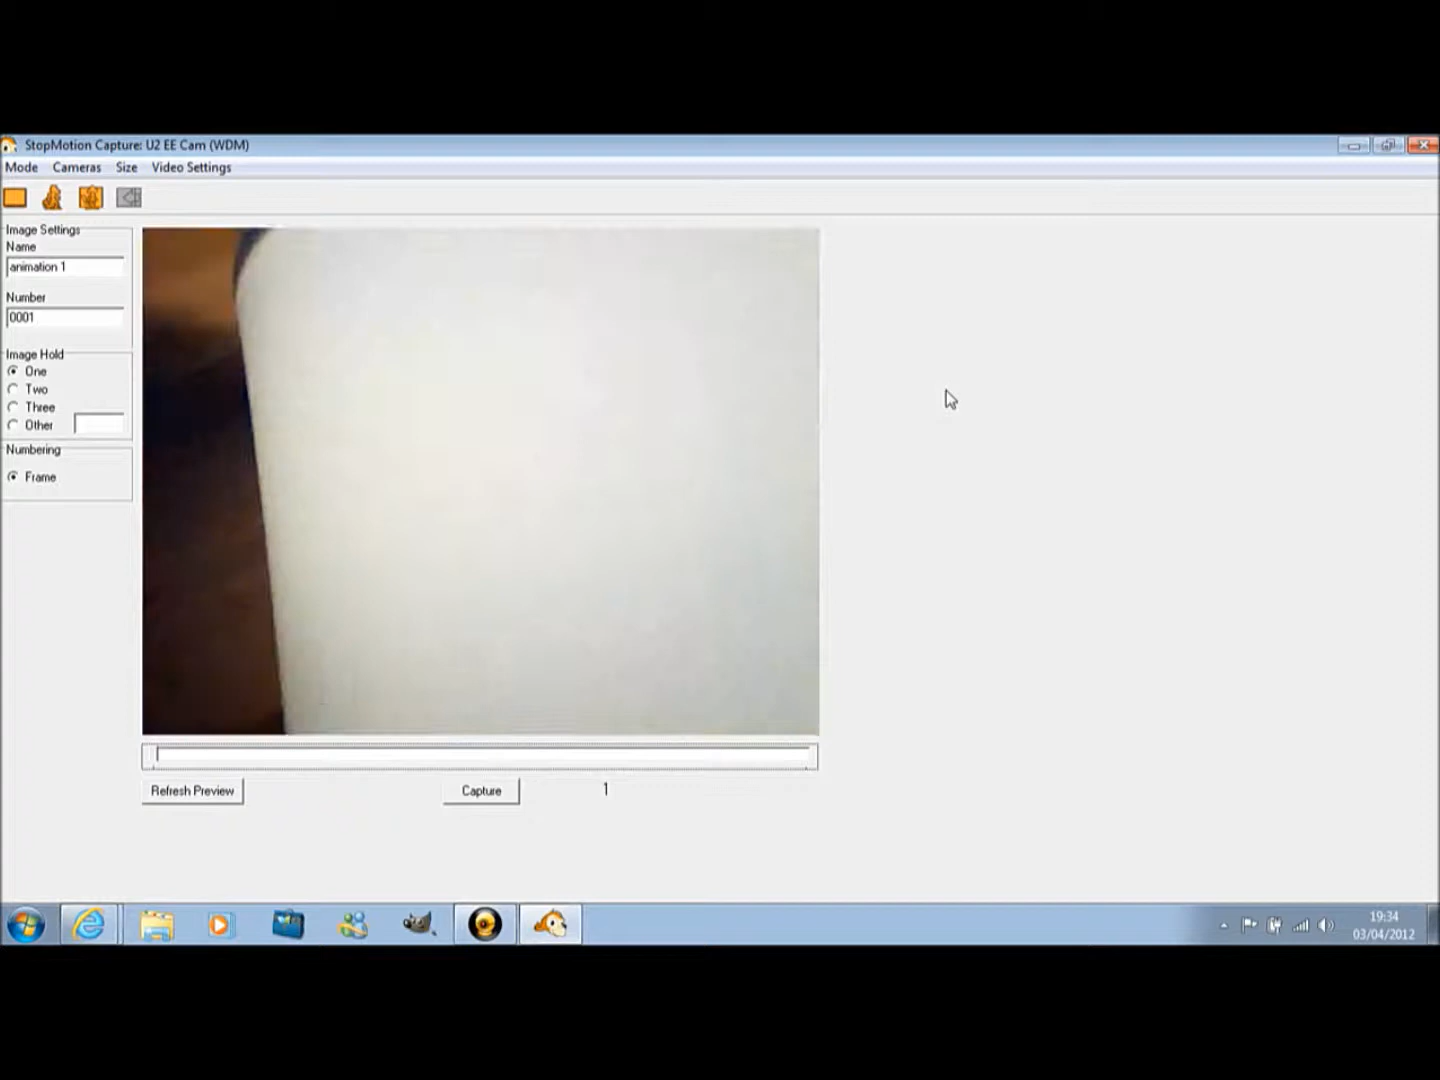 StopMotion Capture: U2 EE Cam (WDM)
Mode Cameras Size Video Settings
Image Settings
Name
animation 1
Number
0001
Image Hold
One
Two
Three
Other
Numbering
Frame
Refresh Preview Capture 1
19:34
03/04/2012